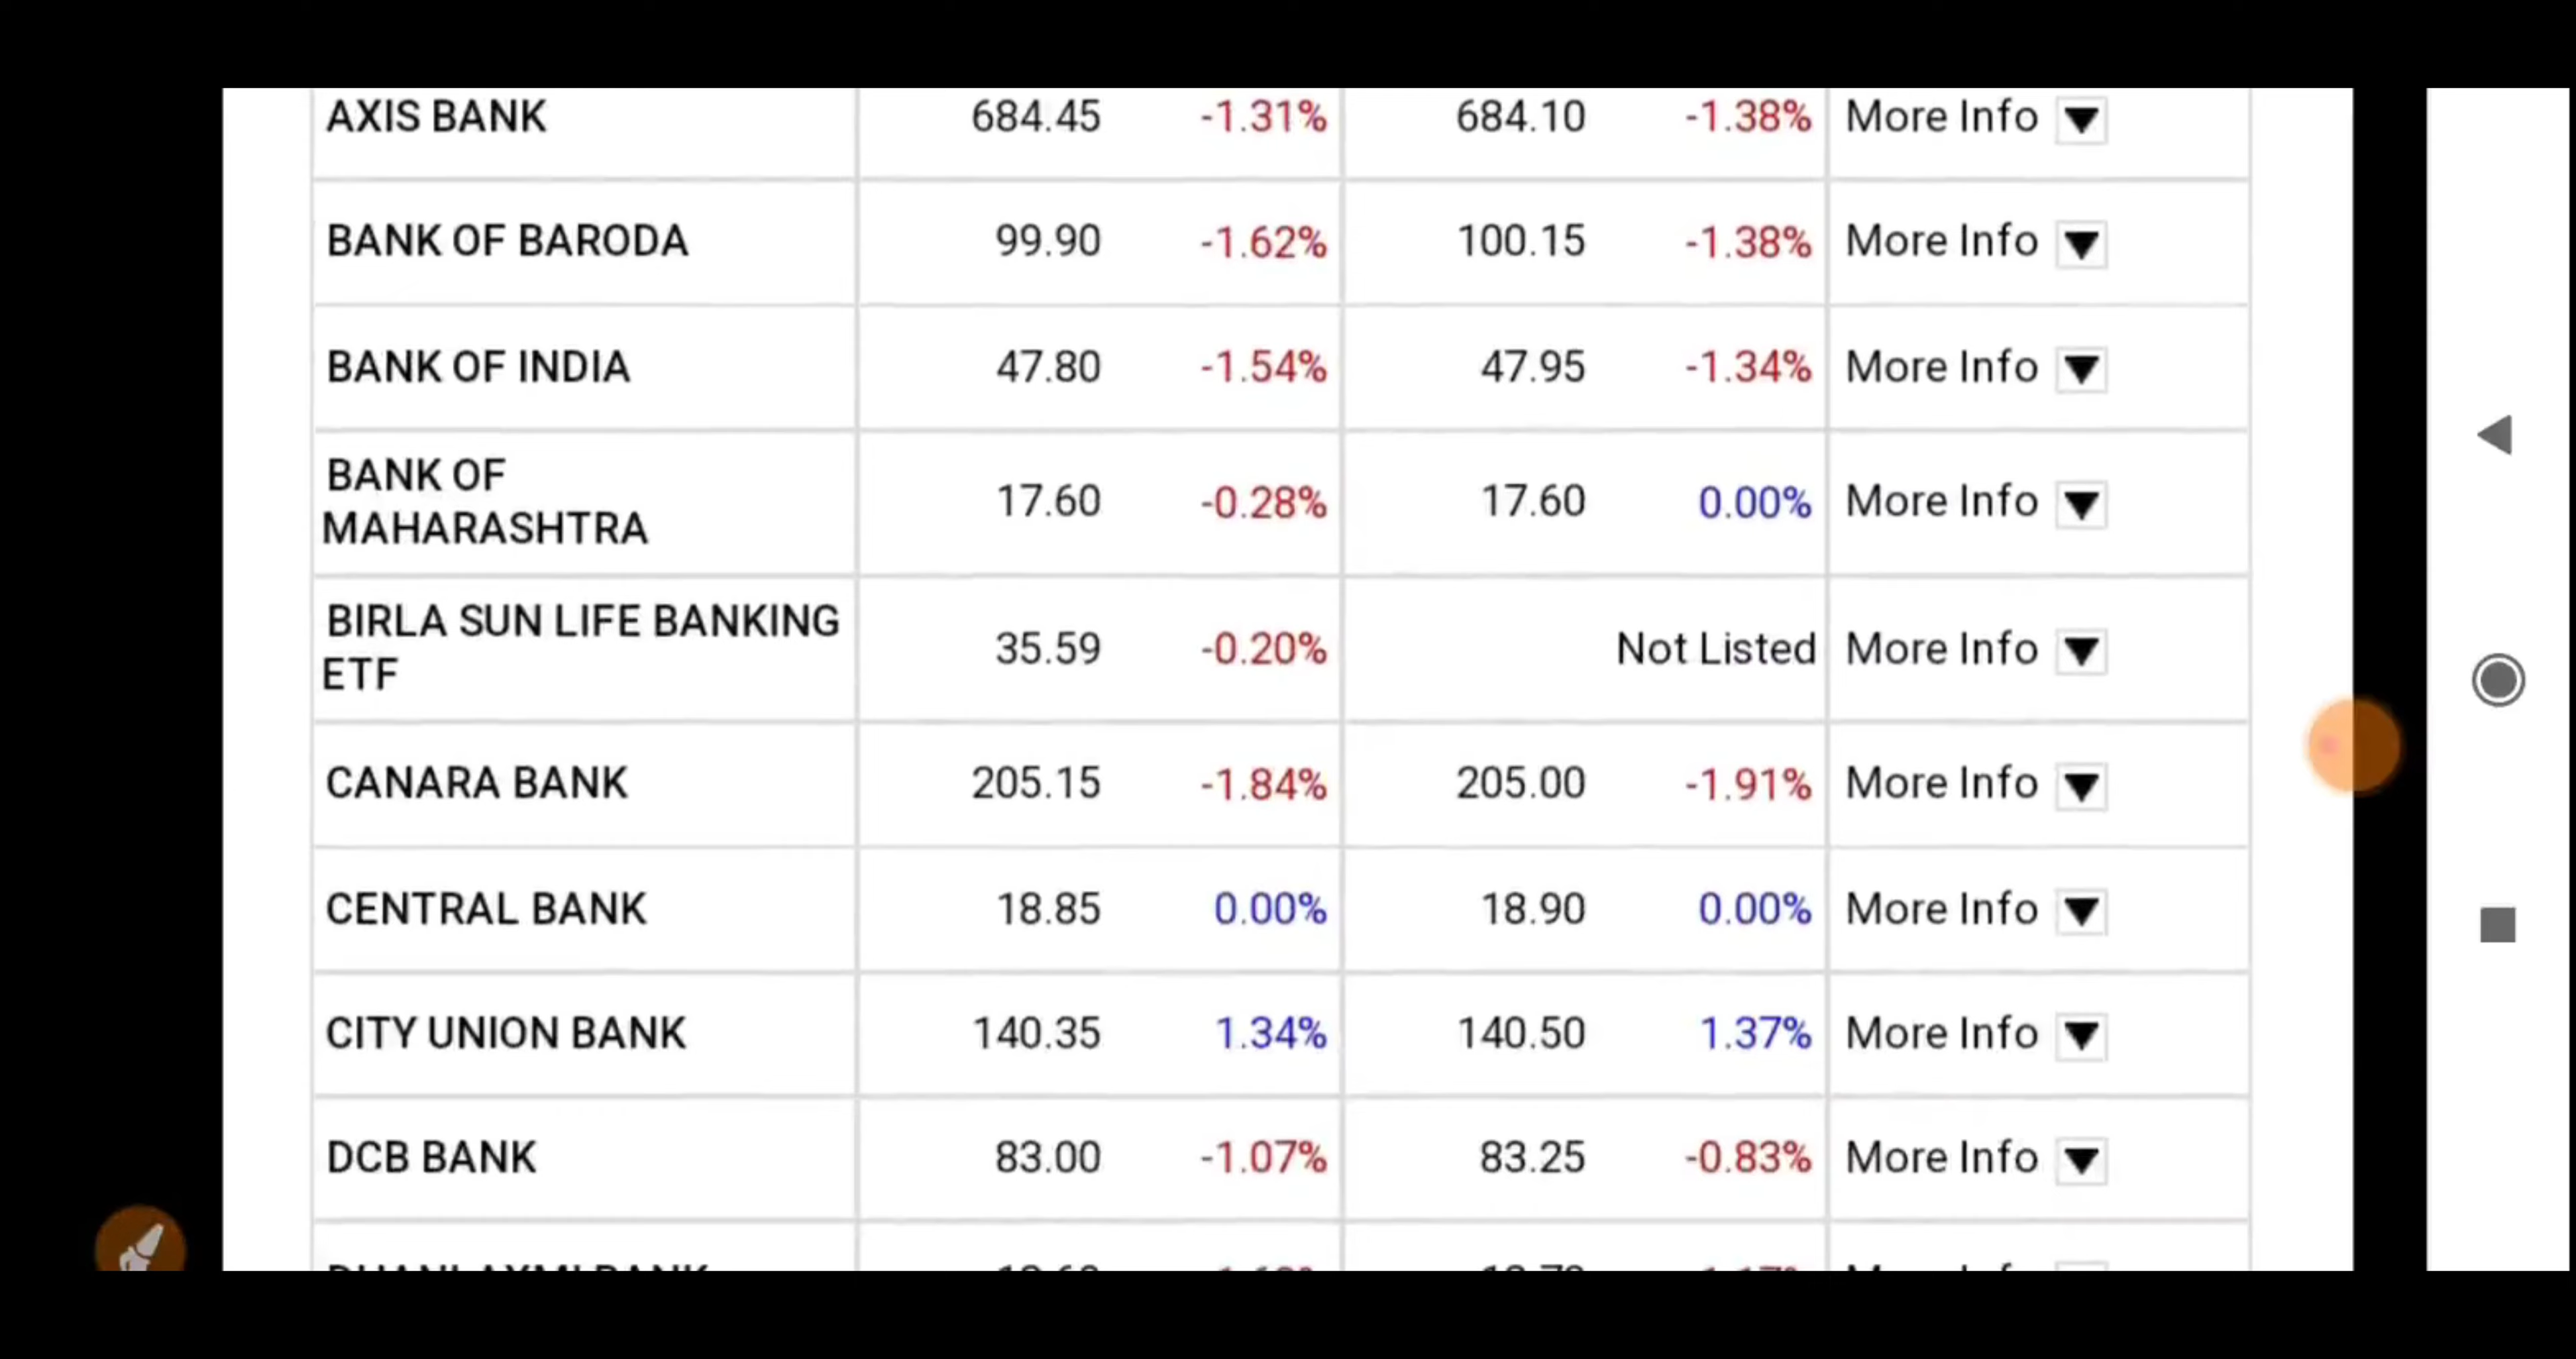 AXIS BANK 684.45 -1.31% 684.10 -1.38% More Info
BANK OF BARODA 99.90 -1.62% 100.15 -1.38% More Info
BANK OF INDIA 47.80 -1.54% 47.95 -1.34% More Info
BANK OF
MAHARASHTRA 17.60 -0.28% 17.60 0.00% More Info
BIRLA SUN LIFE BANKING
ETF 35.59 -0.20% Not Listed More Info
CANARA BANK 205.15 -1.84% 205.00 -1.91% More Info
CENTRAL BANK 18.85 0.00% 18.90 0.00% More Info
CITY UNION BANK 140.35 1.34% 140.50 1.37% More Info
DCB BANK 83.00 -1.07% 83.25 -0.83% More Info